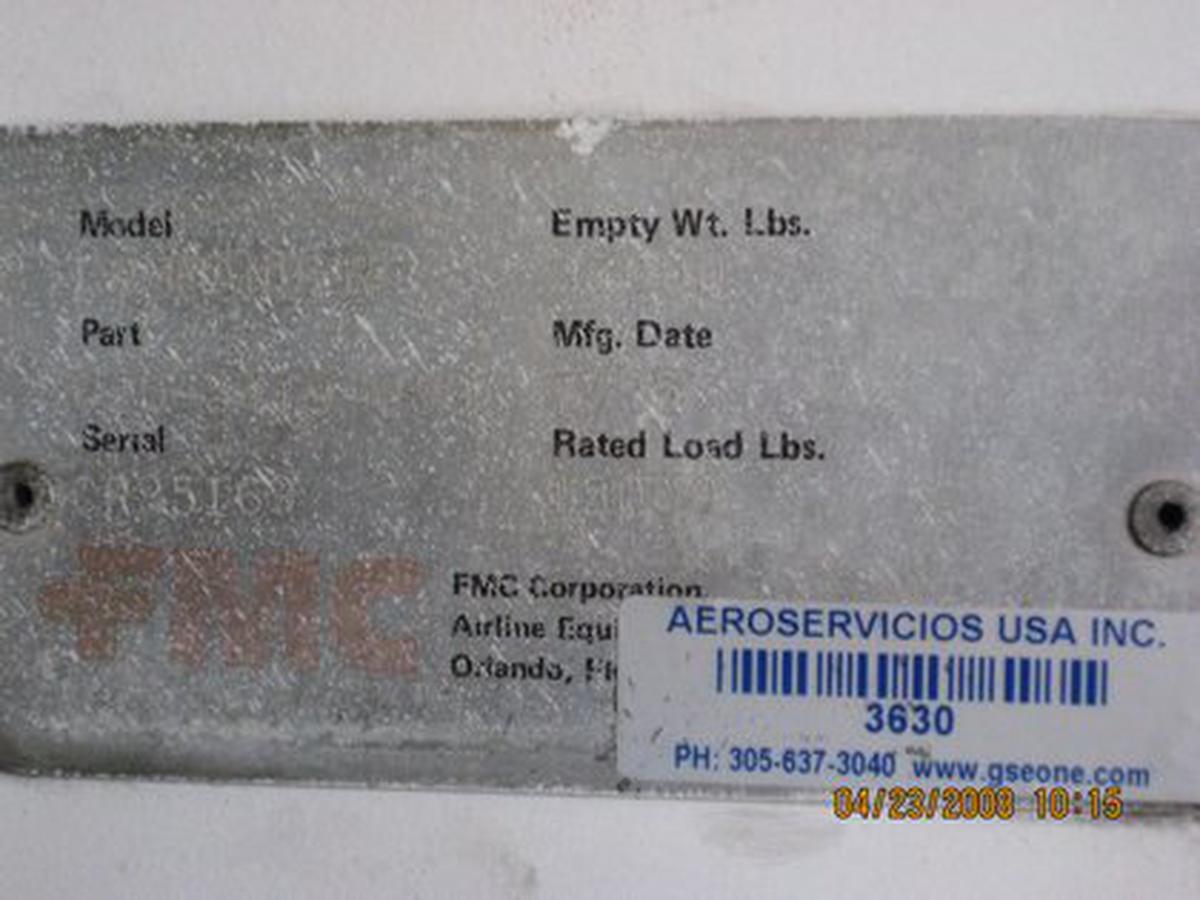 Model
Empty Wt. Lbs.
Part
Mfg. Date
Serial
Rated Load Lbs.
FMC
FMC Corporation
Airline Equi
Orlando,
AEROSERVICIOS USA INC.
3630
PH: 305-637-3040 www.gseone.com
04/23/2008 10:15